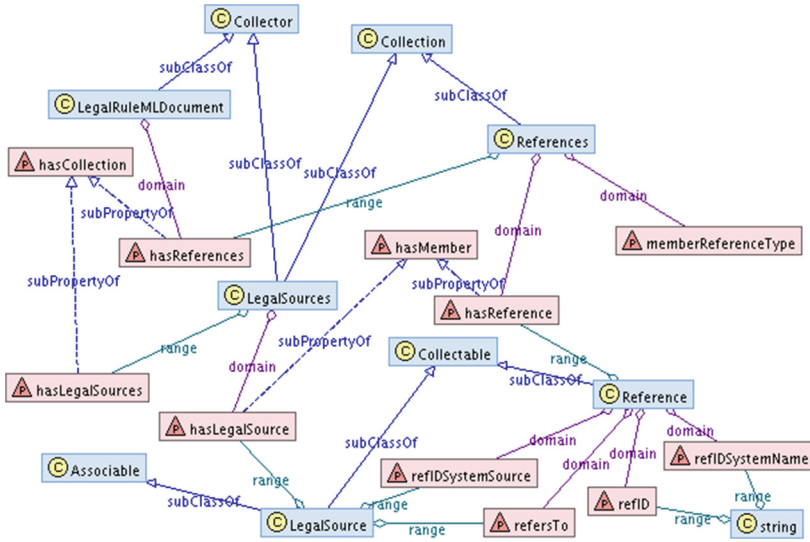 C Collector
C Collection
subClassOf
subClassOf
C LegalRuleMLDocument
C References
P hasCollection
subClassOf
subClassOf
domain
range
domain
subPropertyOf
domain
P hasReferences
P hasMember
P memberReferenceType
subPropertyOf
subPropertyOf
C LegalSources
P hasReference
subPropertyOf
range
domain
C Collectable
range
subClassOf
P hasLegalSources
C Reference
P hasLegalSource
subClassOf
domain
domain
domain
domain
C Associable
P refIDSystemSource
P refIDSystemName
range
subClassOf
range
range
P refID
C LegalSource
range
P refersTo
range
C string